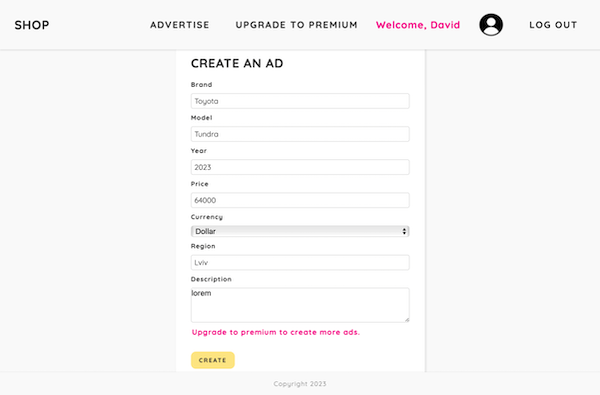 SHOP
ADVERTISE
UPGRADE TO PREMIUM
Welcome, David
LOG OUT
CREATE AN AD
Brand
Toyota
Model
Tundra
Year
2023
Price
64000
Currency
Dollar
Region
Lviv
Description
lorem
Upgrade to premium to create more ads.
CREATE
Copyright 2023